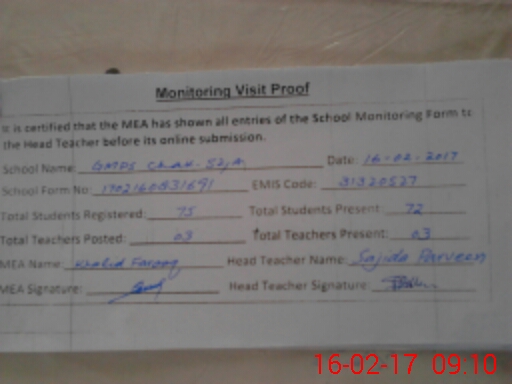 Monitoring Visit Proof
It is certified that the MEA has shown all entries of the School Monitoring Form to
the Head Teacher before its online submission.
School Name: GMPS Chak. 52/M Date: 16-02-2017
School Form No: EMIS Code: 31320527
Total Students Registered: 75 Total Students Present: 72
Total Teachers Posted: 03 Total Teachers Present: 03
MEA Name: Khalid Farooq Head Teacher Name: Sajida Parveen
MEA Signature: Head Teacher Signature:
16-02-17 09:10